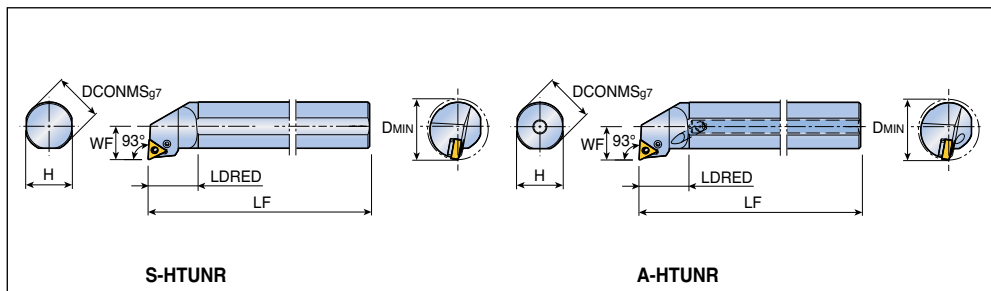 DCONMSg7
WF
93°
H
LDRED
LF
DMIN
S-HTUNR
DCONMSg7
WF
93°
H
LDRED
LF
DMIN
A-HTUNR